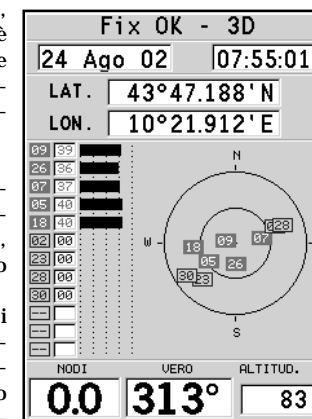 Fix OK - 3D
24 Ago 02 07:55:01
LAT. 43°47.188'N
LON. 10°21.912'E
09 39
26 36
07 37
05 40
18 40
02 00
23 00
28 00
30 00
--
--
--
N
W
S
28
09
07
18
05
26
30
23
NODI VERO ALTITUD.
0.0 313° 83